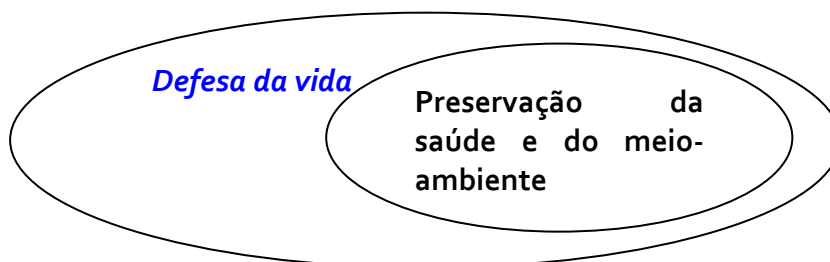 Defesa da vida
Preservação da
saúde e do meio-
ambiente